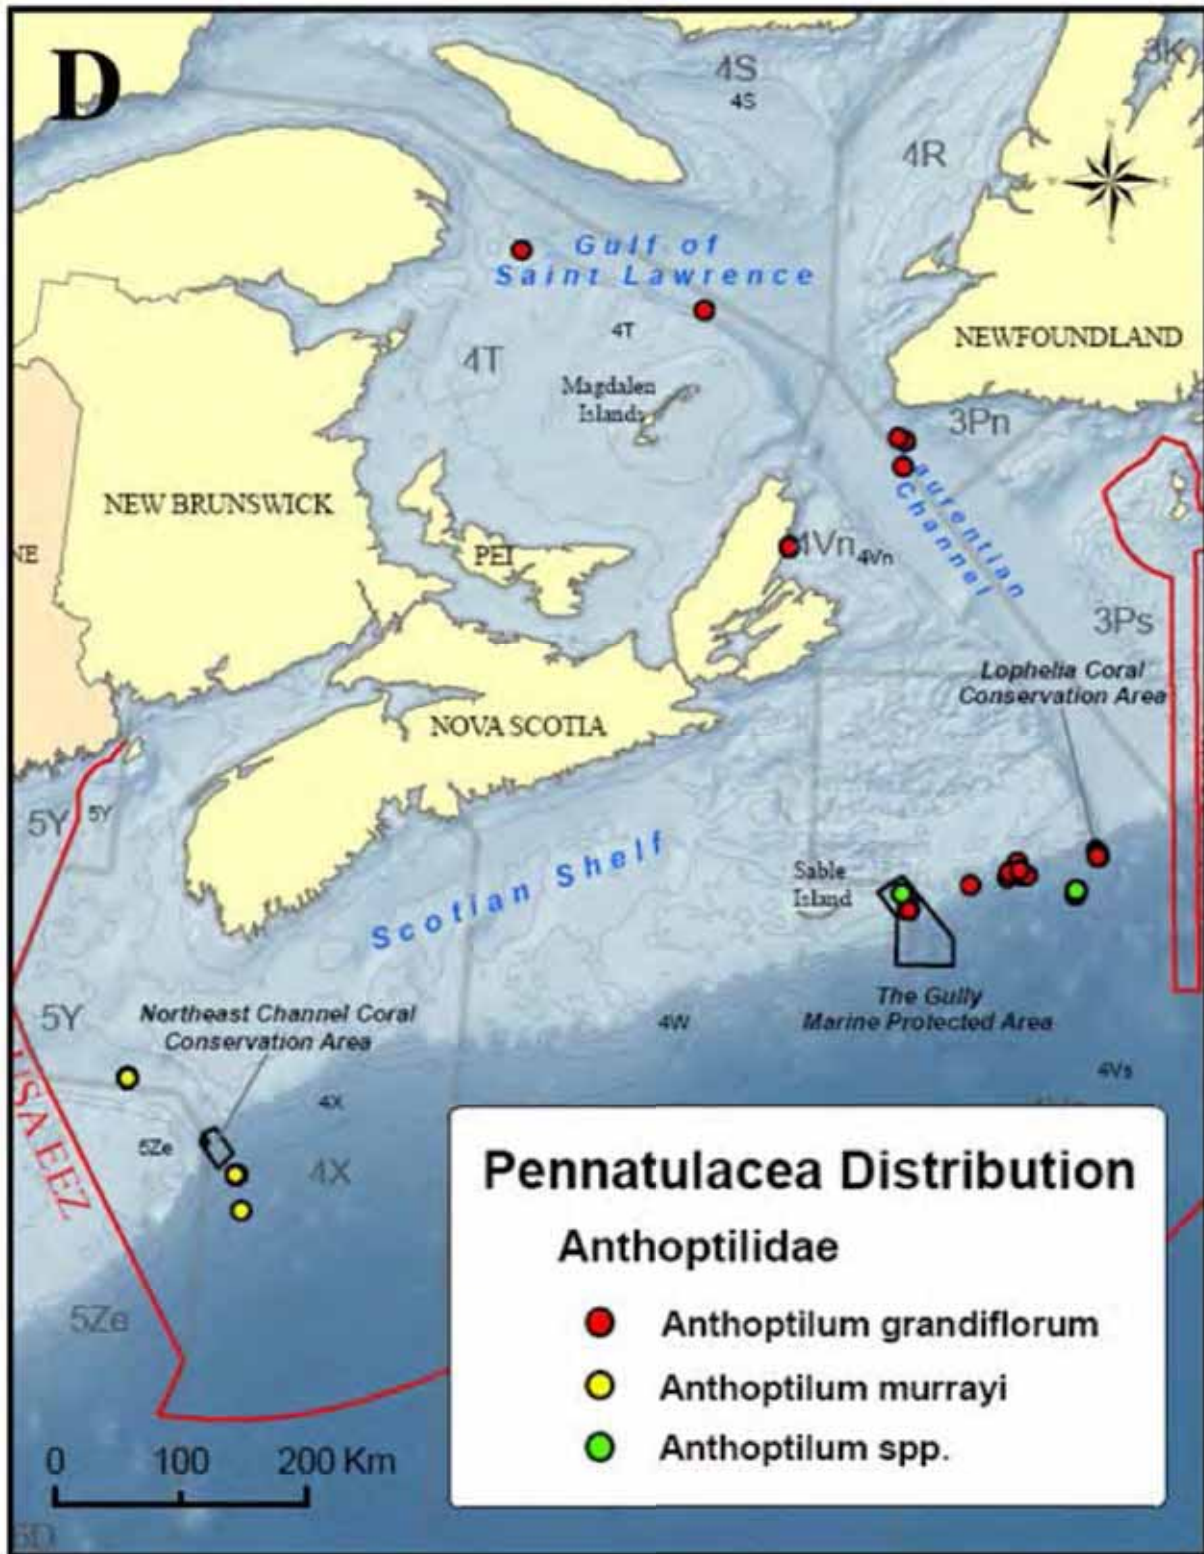 D
4S
4S
3K
4R
Gulf of
Saint Lawrence
4T
4T
NEWFOUNDLAND
Magdalen
Islands
3Pn
NEW BRUNSWICK
NE
PEI
4Vn
4Vn
aurentian
Channel
3Ps
Lophelia Coral
Conservation Area
NOVA SCOTIA
5Y
5Y
Scotian Shelf
Sable
Island
The Gully
Marine Protected Area
5Y
Northeast Channel Coral
Conservation Area
4W
4Vs
4X
5Ze
4X
USA EEZ
5Ze
Pennatulacea Distribution
Anthoptilidae
Anthoptilum grandiflorum
Anthoptilum murrayi
Anthoptilum spp.
0 100 200 Km